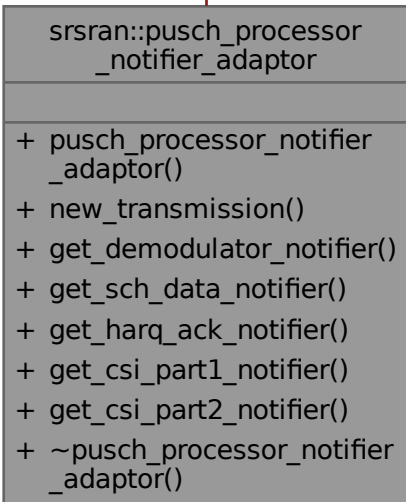 srsran::pusch_processor
_notifier_adaptor
+ pusch_processor_notifier
_adaptor()
+ new_transmission()
+ get_demodulator_notifier()
+ get_sch_data_notifier()
+ get_harq_ack_notifier()
+ get_csi_part1_notifier()
+ get_csi_part2_notifier()
+ ~pusch_processor_notifier
_adaptor()